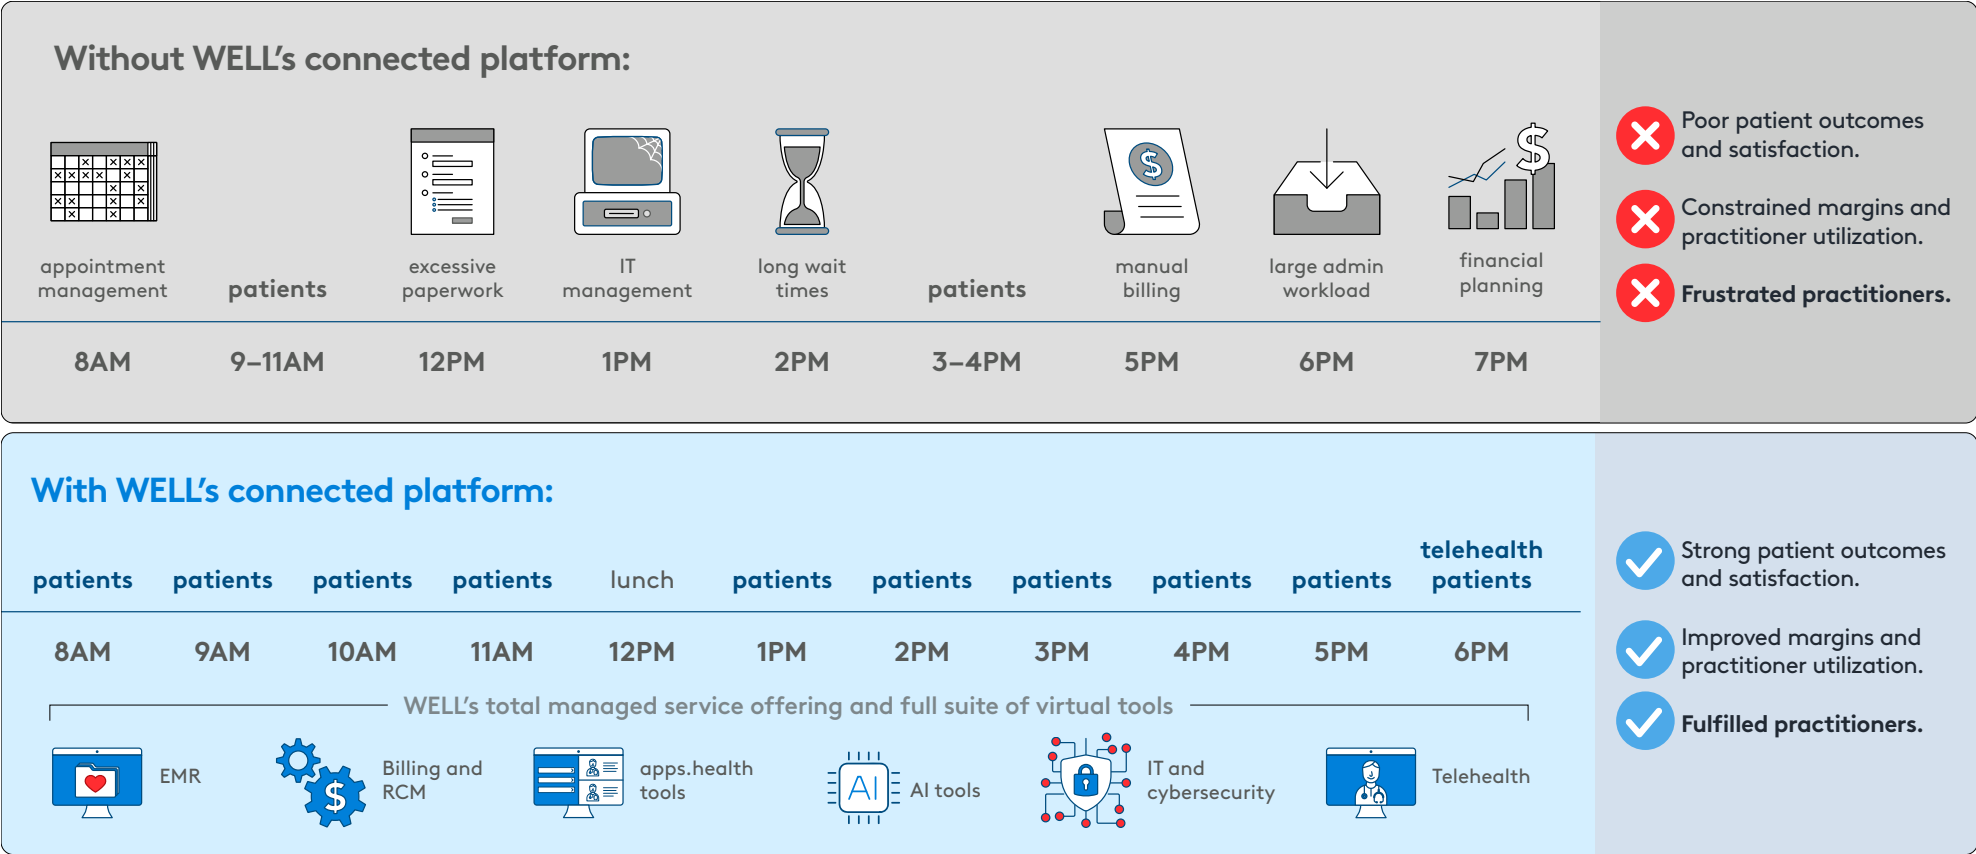 Without WELL's connected platform:
appointment
management
patients
excessive
paperwork
IT
management
long wait
times
patients
manual
billing
large admin
workload
financial
planning
8AM
9–11AM
12PM
1PM
2PM
3–4PM
5PM
6PM
7PM
Poor patient outcomes
and satisfaction.
Constrained margins and
practitioner utilization.
Frustrated practitioners.
With WELL's connected platform:
patients
patients
patients
patients
lunch
patients
patients
patients
patients
patients
telehealth
patients
8AM
9AM
10AM
11AM
12PM
1PM
2PM
3PM
4PM
5PM
6PM
WELL's total managed service offering and full suite of virtual tools
EMR
$
Billing and
RCM
apps.health
tools
AI
AI tools
IT and
cybersecurity
Telehealth
Strong patient outcomes
and satisfaction.
Improved margins and
practitioner utilization.
Fulfilled practitioners.